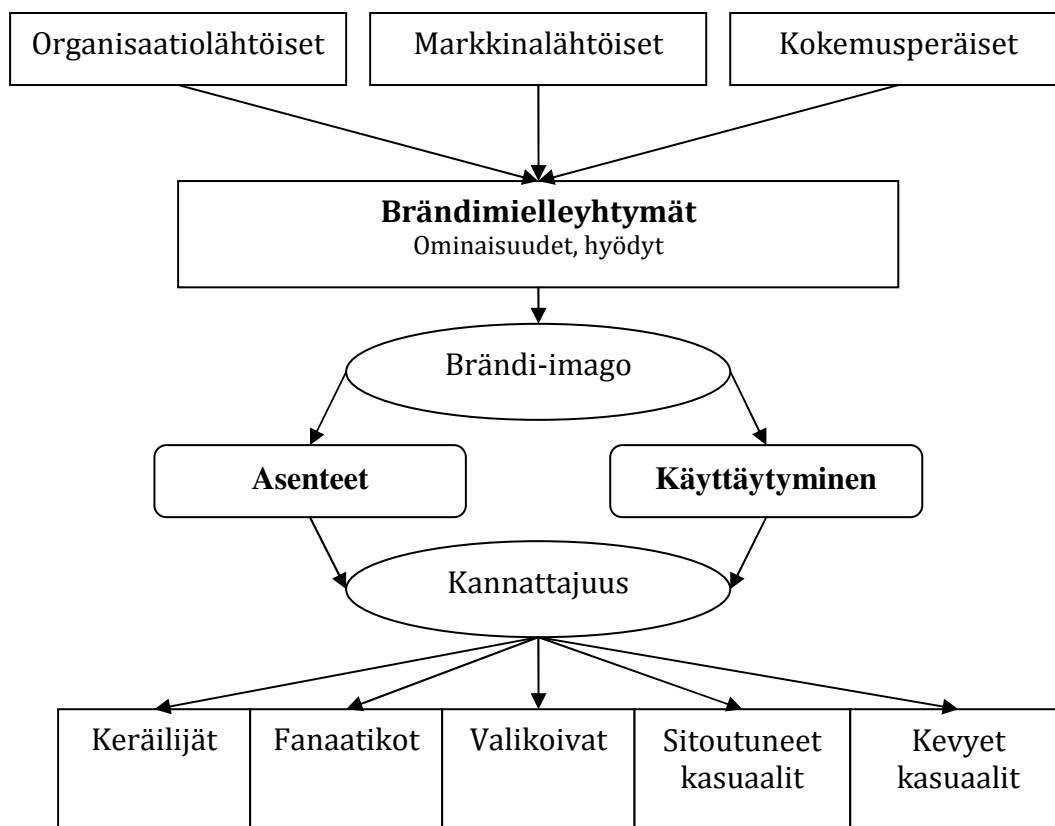 Organisaatiolähtöiset
Markkinalähtöiset
Kokemusperäiset
Brändimielleyhtymät
Ominaisuudet, hyödyt
Brändi-imago
Asenteet
Käyttäytyminen
Kannattajuus
Keräilijät
Fanaatikot
Valikoivat
Sitoutuneet
kasuaalit
Kevyet
kasuaalit